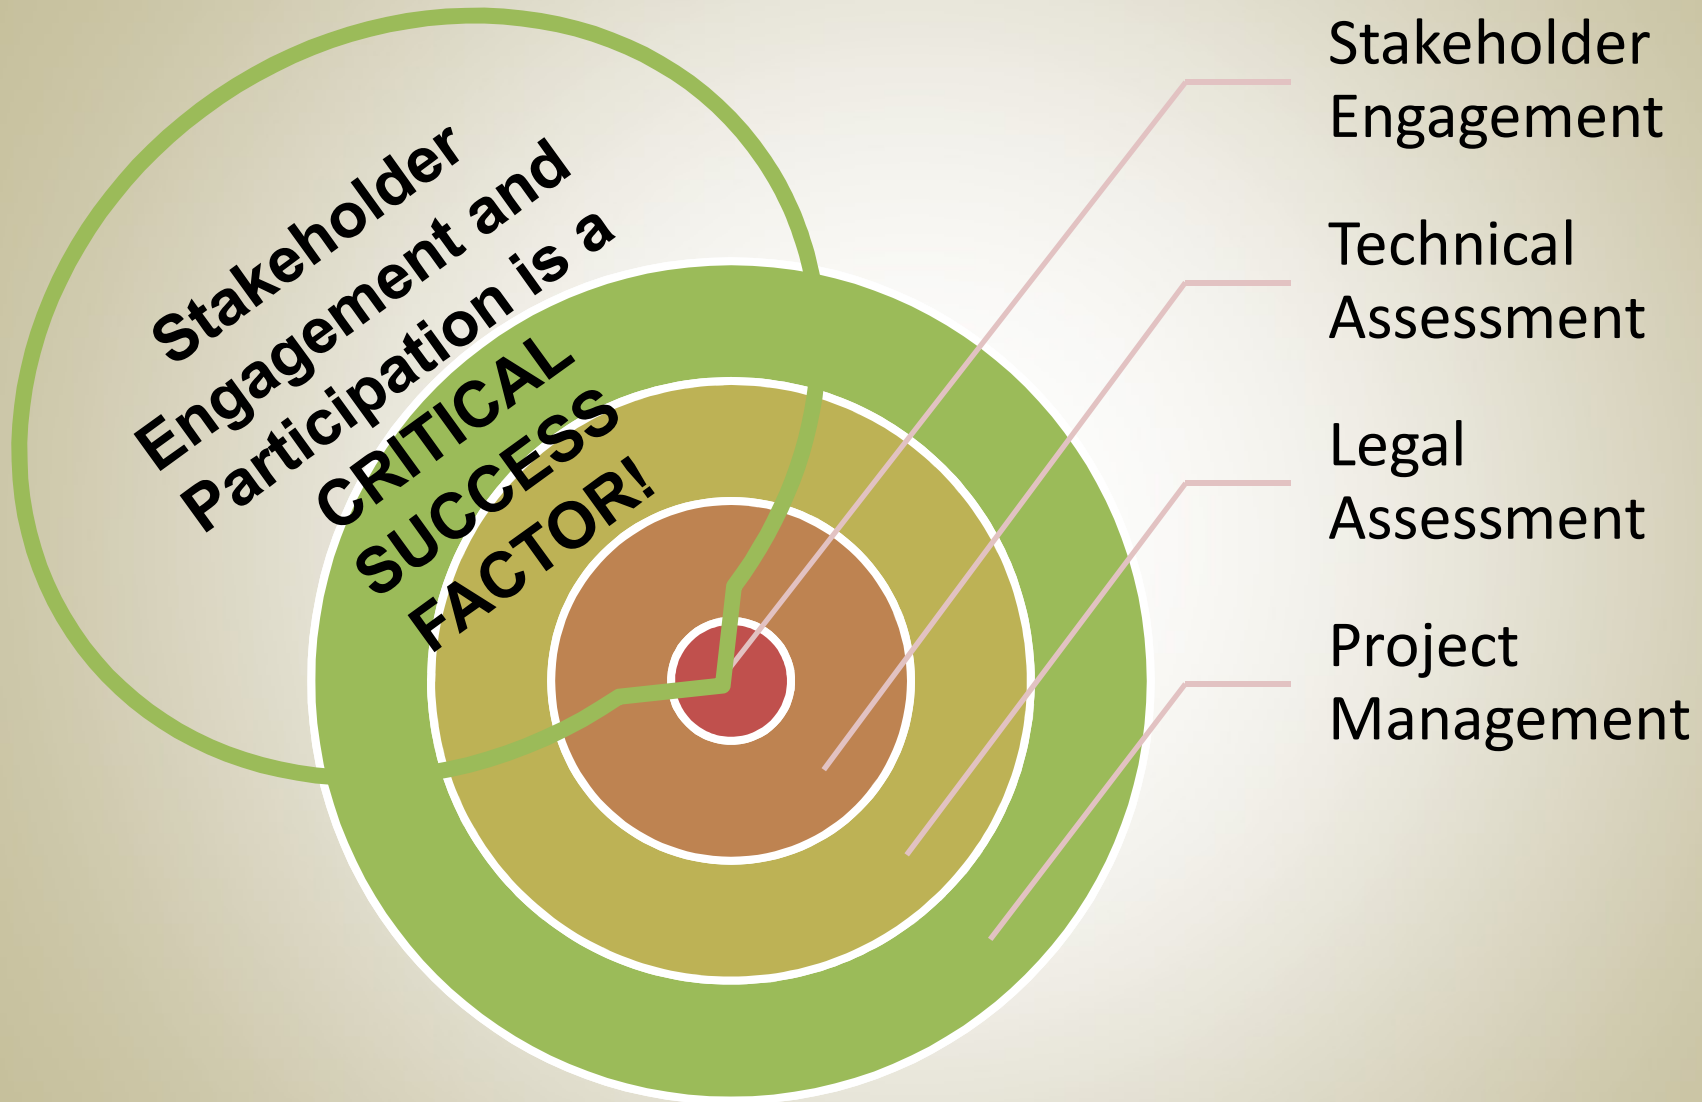 Stakeholder
Engagement and
Participation is a
CRITICAL
SUCCESS
FACTOR!
Stakeholder
Engagement
Technical
Assessment
Legal
Assessment
Project
Management